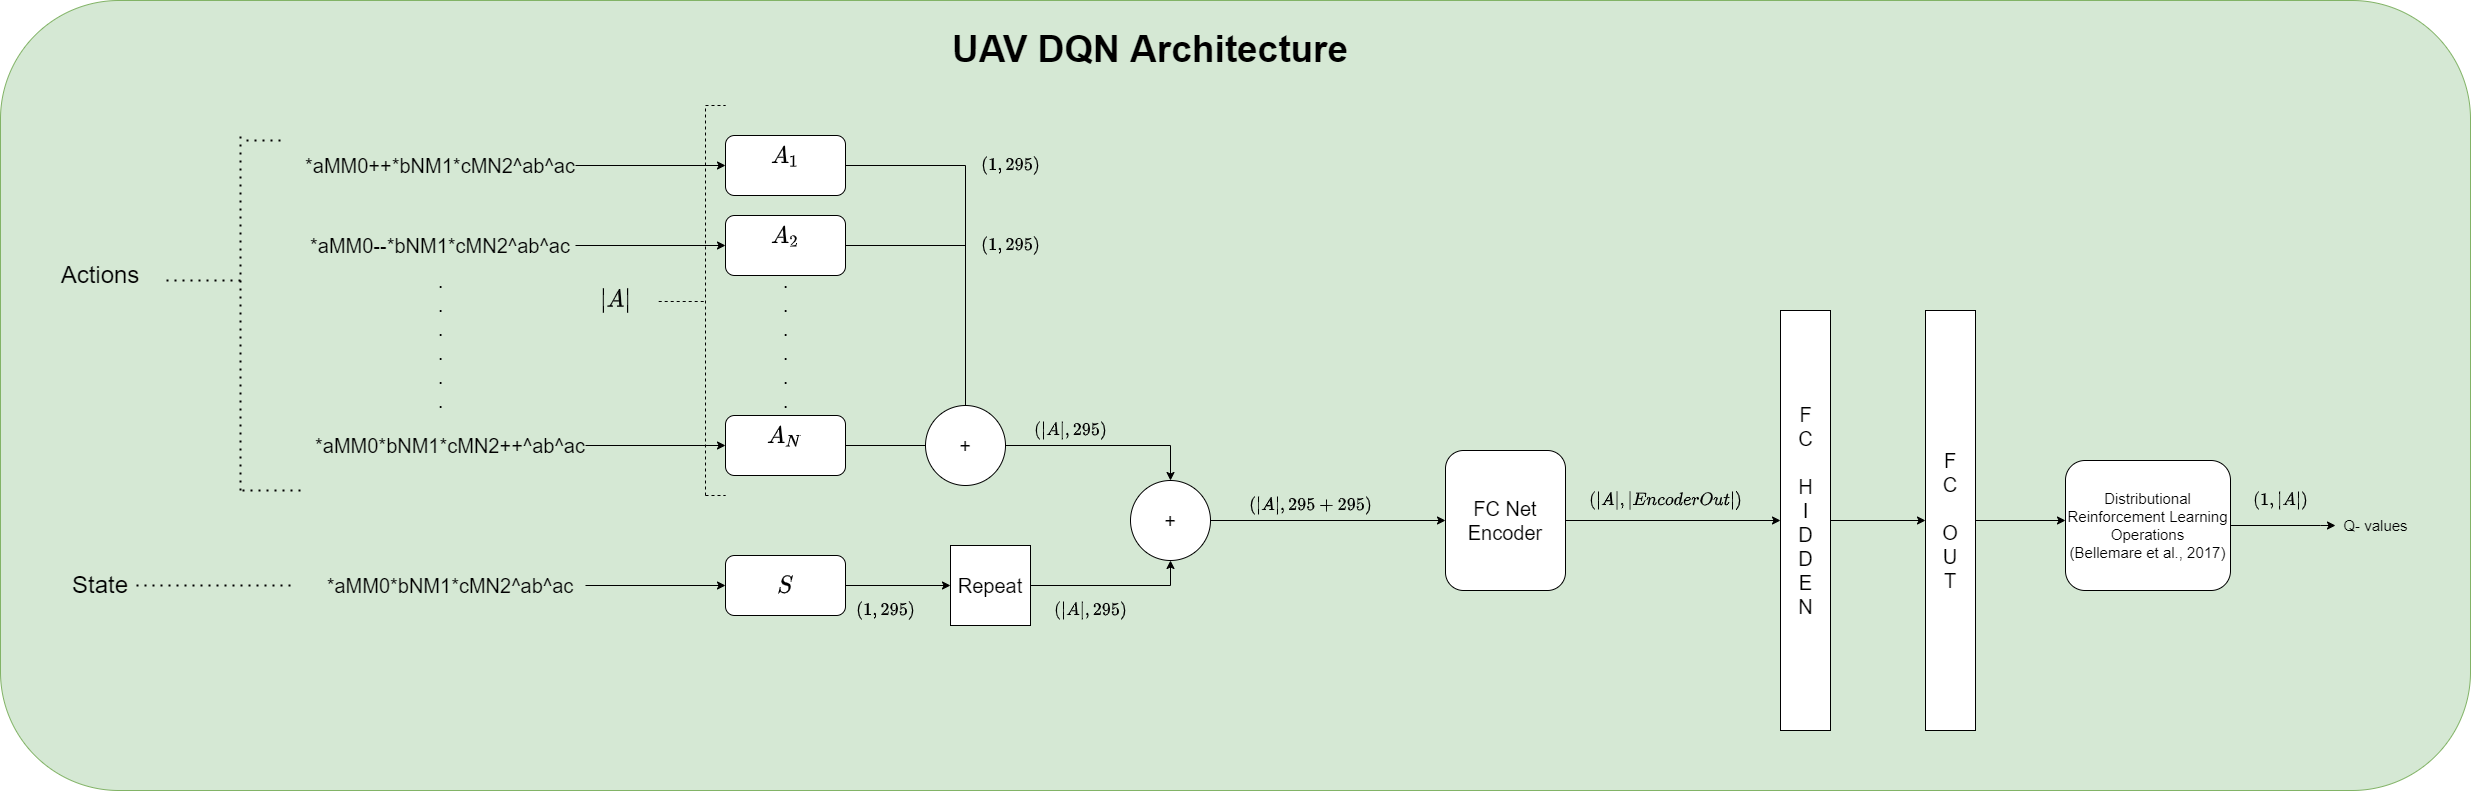 UAV DQN Architecture
Actions
*aMM0++*bNM1*cMN2^ab^ac
A₁
(1, 295)
*aMM0--*bNM1*cMN2^ab^ac
A₂
(1, 295)
|A|
*aMM0*bNM1*cMN2++^ab^ac
A_N
+
(|A|, 295)
State
*aMM0*bNM1*cMN2^ab^ac
S
(1, 295)
Repeat
(|A|, 295)
+
(|A|, 295 + 295)
FC Net
Encoder
(|A|, |EncoderOut|)
F
C
H
I
D
D
E
N
F
C
O
U
T
Distributional
Reinforcement Learning
Operations
(Bellemare et al., 2017)
(1, |A|)
Q- values